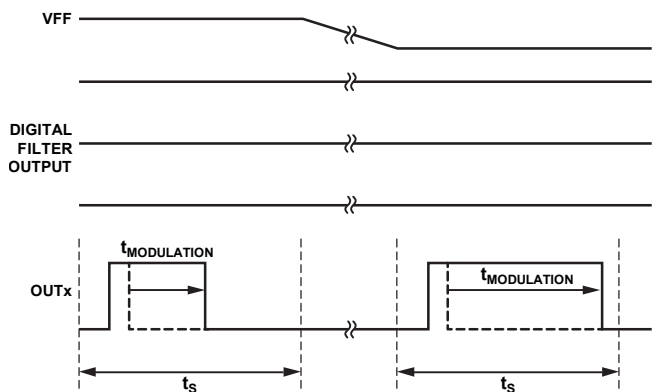 VFF
DIGITAL
FILTER
OUTPUT
tMODULATION
tMODULATION
OUTx
tS
tS